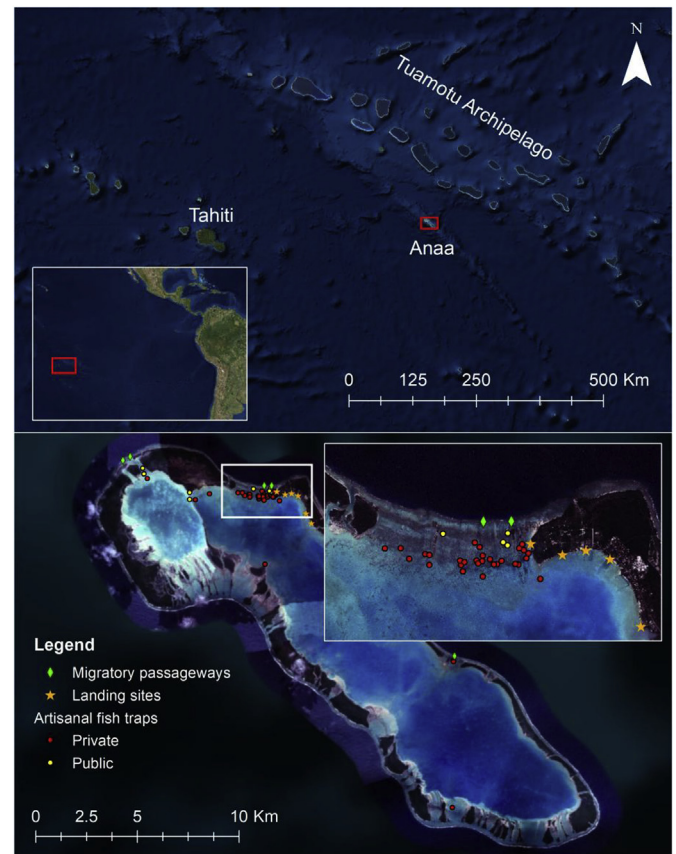 N
Tuamotu Archipelago
Tahiti
Anaa
0 125 250 500 Km
Legend
Migratory passageways
Landing sites
Artisanal fish traps
Private
Public
0 2.5 5 10 Km